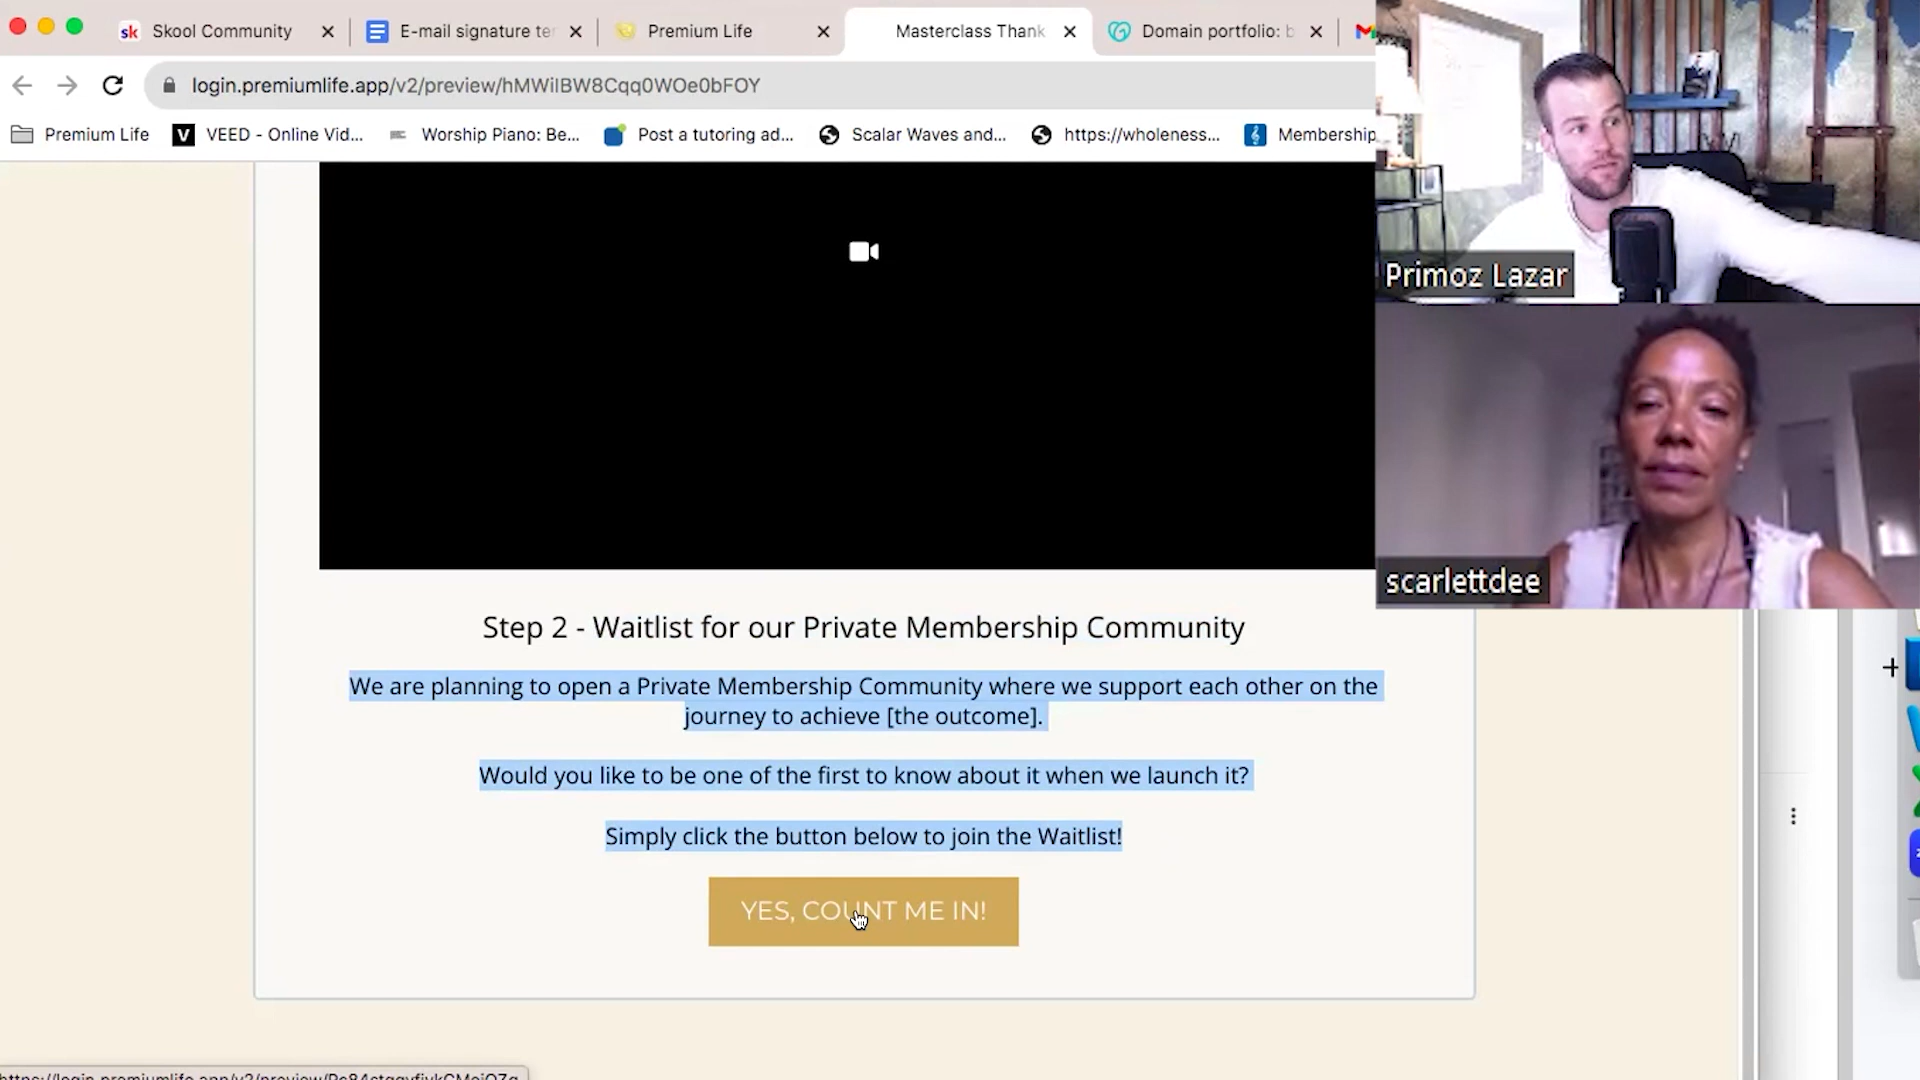 sk Skool Community
E-mail signature ter
Premium Life
Masterclass Thank
Domain portfolio: b
login.premiumlife.app/v2/preview/hMWilBW8Cqq0WOe0bFOY
Premium Life
V VEED - Online Vid...
Worship Piano: Be...
Post a tutoring ad...
Scalar Waves and...
https://wholeness...
Membership
Primoz Lazar
scarlettdee
Step 2 - Waitlist for our Private Membership Community
We are planning to open a Private Membership Community where we support each other on the
journey to achieve [the outcome].
Would you like to be one of the first to know about it when we launch it?
Simply click the button below to join the Waitlist!
YES, COUNT ME IN!